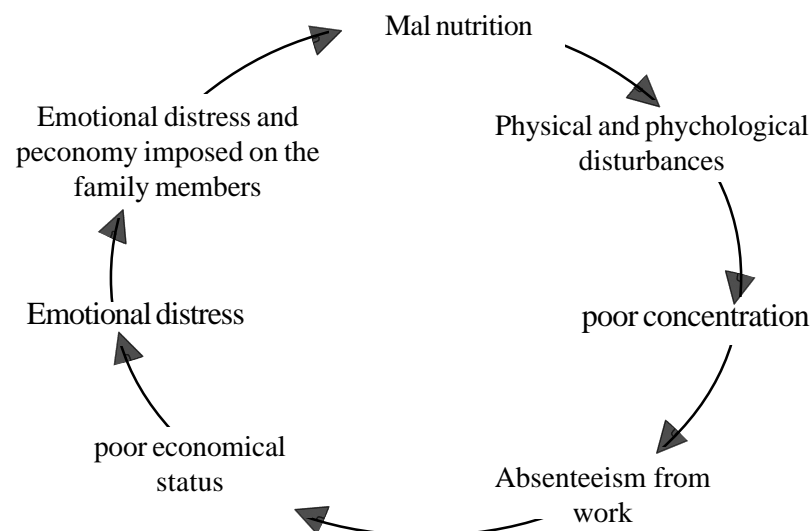 Mal nutrition
Physical and phychological
disturbances
poor concentration
Absenteeism from
work
poor economical
status
Emotional distress
Emotional distress and
peconomy imposed on the
family members